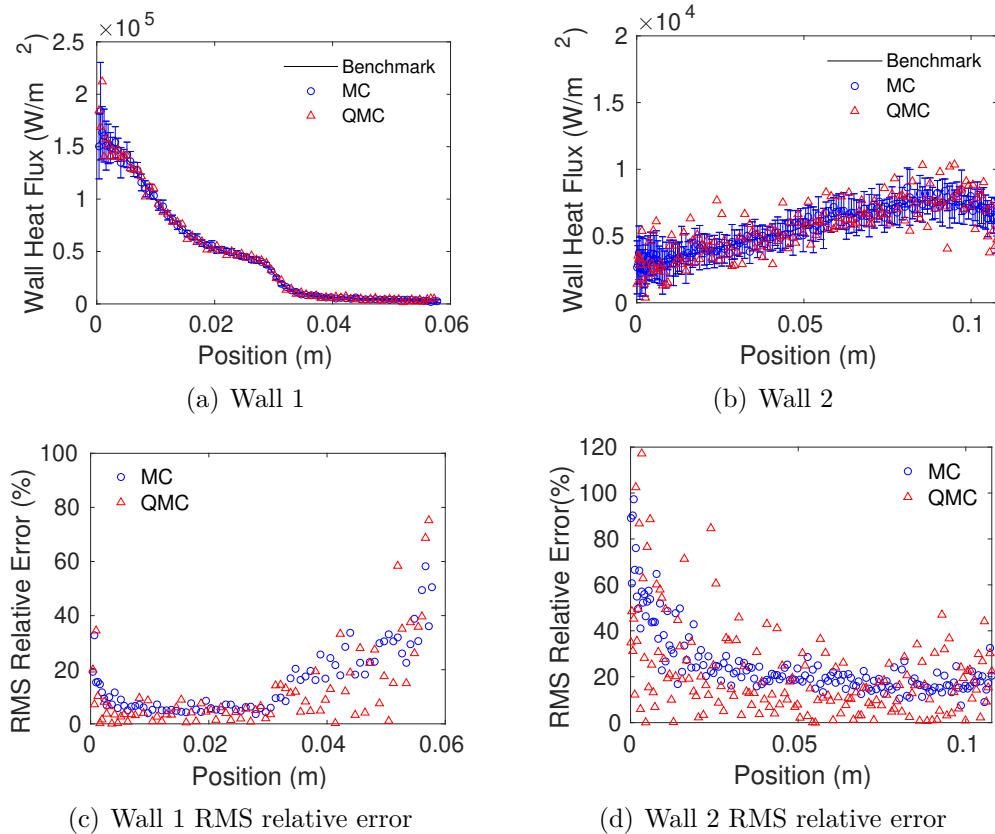 ×10^5
2.5
2
1.5
1
0.5
0
0
0.02
0.04
0.06
Wall Heat Flux (W/m^2)
Position (m)
Benchmark
MC
QMC
(a) Wall 1
×10^4
2
1.5
1
0.5
0
0
0.05
0.1
Wall Heat Flux (W/m^2)
Position (m)
Benchmark
MC
QMC
(b) Wall 2
100
80
60
40
20
0
0
0.02
0.04
0.06
RMS Relative Error (%)
Position (m)
MC
QMC
(c) Wall 1 RMS relative error
120
100
80
60
40
20
0
0
0.05
0.1
RMS Relative Error(%)
Position (m)
MC
QMC
(d) Wall 2 RMS relative error